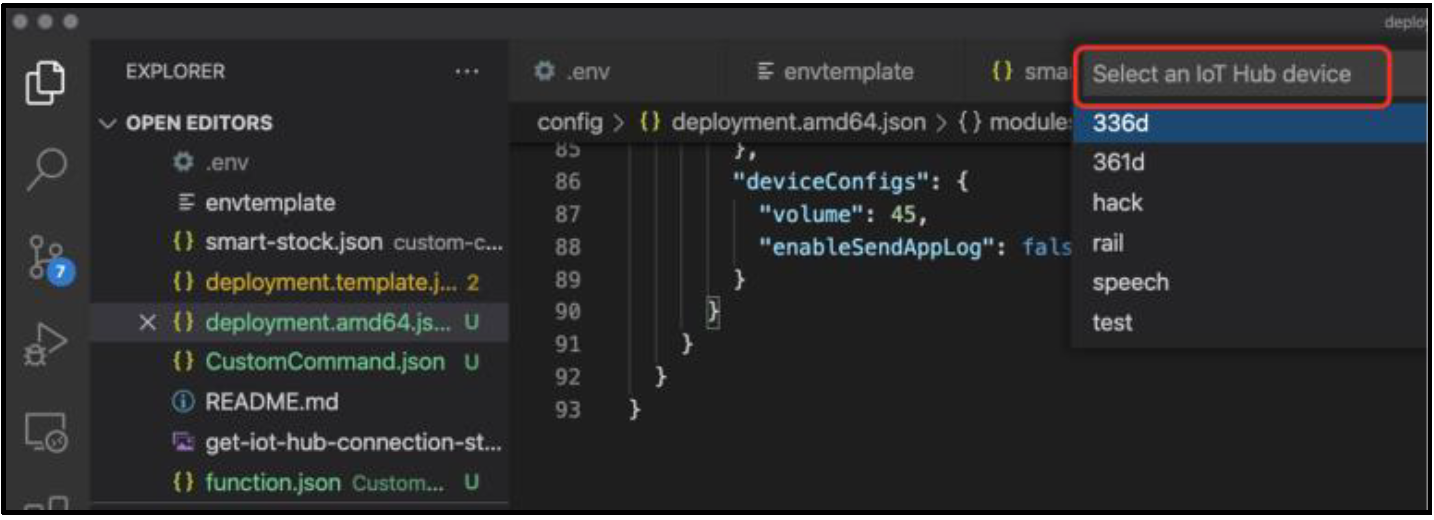 deploy
EXPLORER ...
OPEN EDITORS
.env
envtemplate
{} smart-stock.json custom-c...
{} deployment.template.j... 2
{} deployment.amd64.js... U
{} CustomCommand.json U
README.md
get-iot-hub-connection-st...
{} function.json Custom... U
7
.env envtemplate {} sma
config > {} deployment.amd64.json > {} module
85 },
86 "deviceConfigs": {
87 "volume": 45,
88 "enableSendAppLog": fals
89 }
90 }
91 }
92 }
93 }
Select an IoT Hub device
336d
361d
hack
rail
speech
test